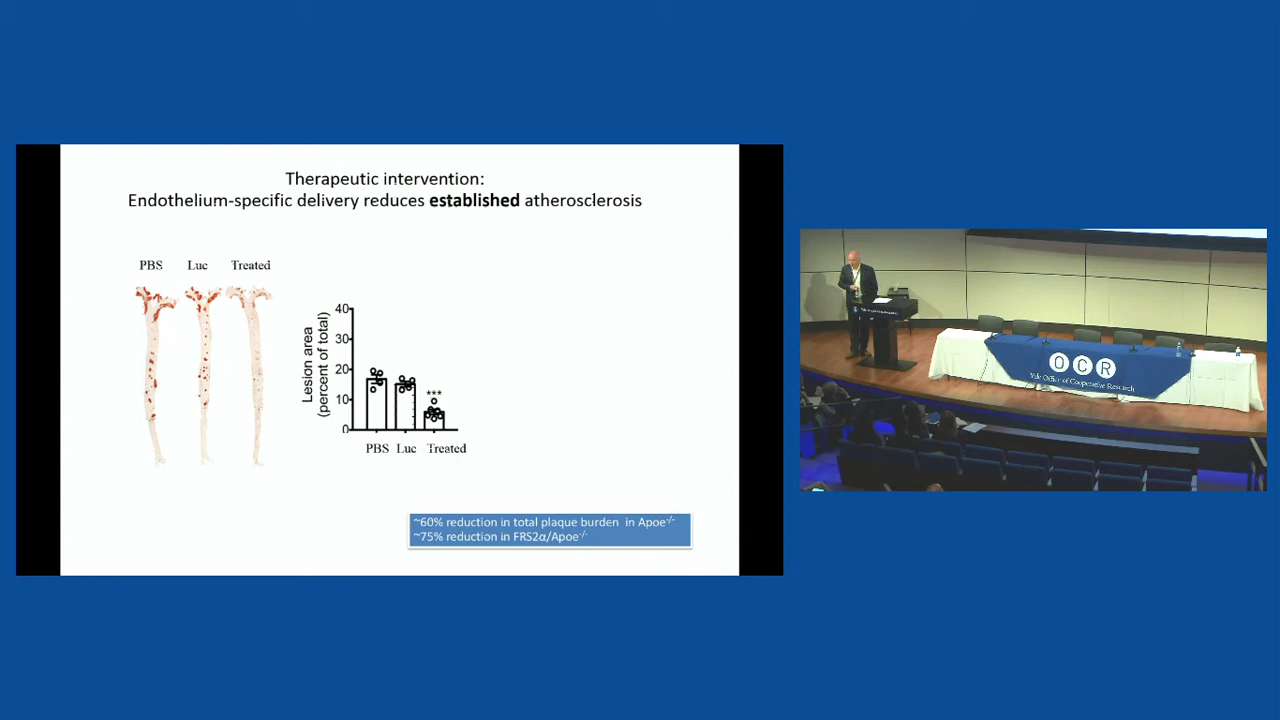 Therapeutic intervention:
Endothelium-specific delivery reduces established atherosclerosis
PBS Luc Treated
Lesion area
(percent of total)
40
30
20
10
0
***
PBS Luc Treated
~60% reduction in total plaque burden in Apoe-/-
~75% reduction in FRS2α/Apoe-/-
OCR
Yale Office of Cooperative Research